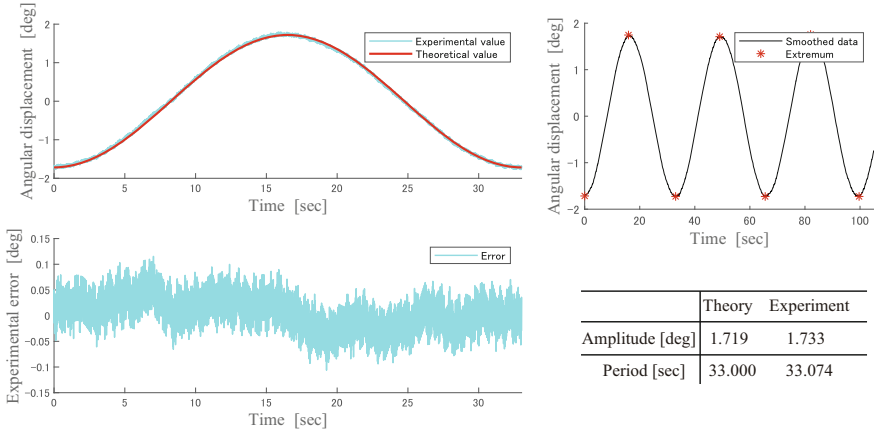 Angular displacement [deg]
2
1
0
-1
-2
Experimental value
Theoretical value
0
5
10
15
20
25
30
Time [sec]
Angular displacement [deg]
2
1
0
-1
-2
Smoothed data
Extremum
0
20
40
60
80
100
Time [sec]
Experimental error [deg]
0.15
0.1
0.05
0
-0.05
-0.1
-0.15
Error
0
5
10
15
20
25
30
Time [sec]
Theory Experiment
Amplitude [deg] 1.719 1.733
Period [sec] 33.000 33.074